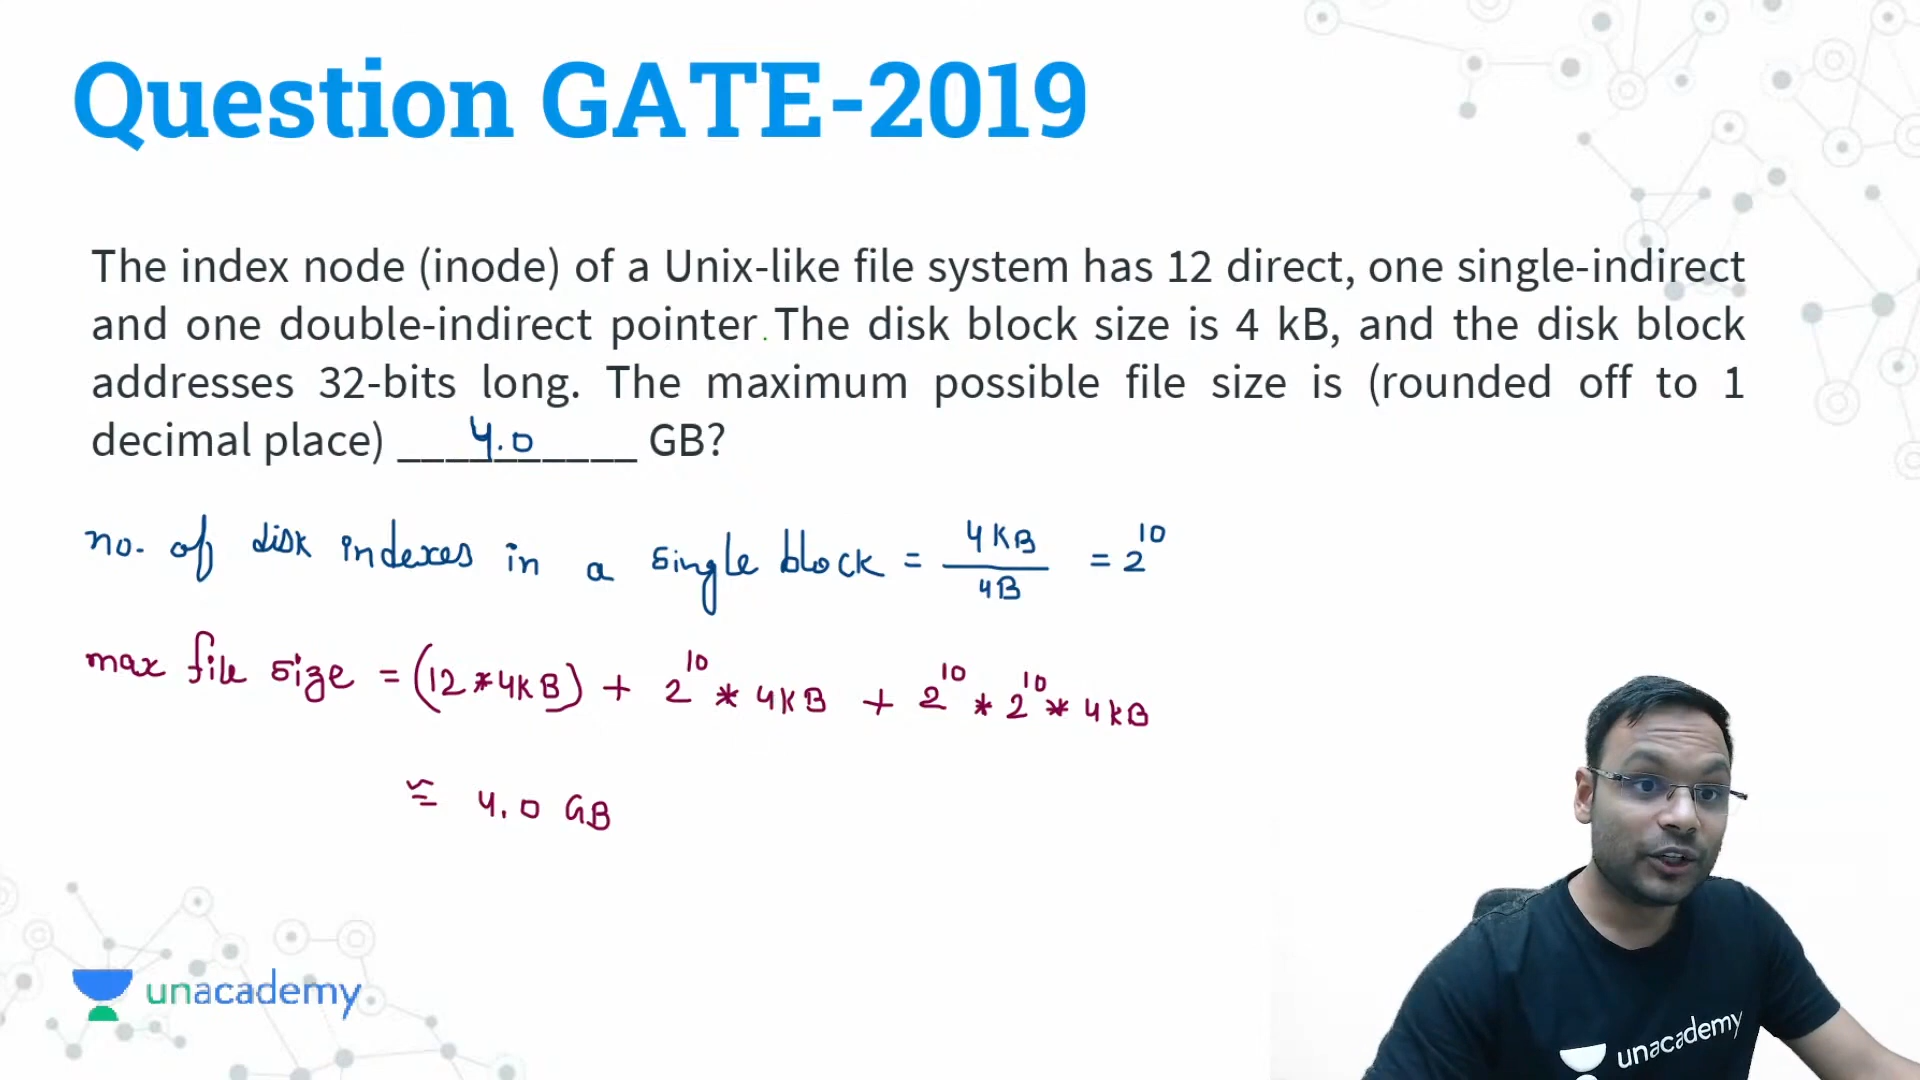 Question GATE-2019
The index node (inode) of a Unix-like file system has 12 direct, one single-indirect
and one double-indirect pointer.The disk block size is 4 kB, and the disk block
addresses 32-bits long. The maximum possible file size is (rounded off to 1
decimal place) __________ GB?
4.0
no. of disk indexes in a single block = 4KB / 4B = 2^10
max file size = (12*4KB) + 2^10 * 4KB + 2^10 * 2^10 * 4KB
≅ 4.0 GB
unacademy
unacademy